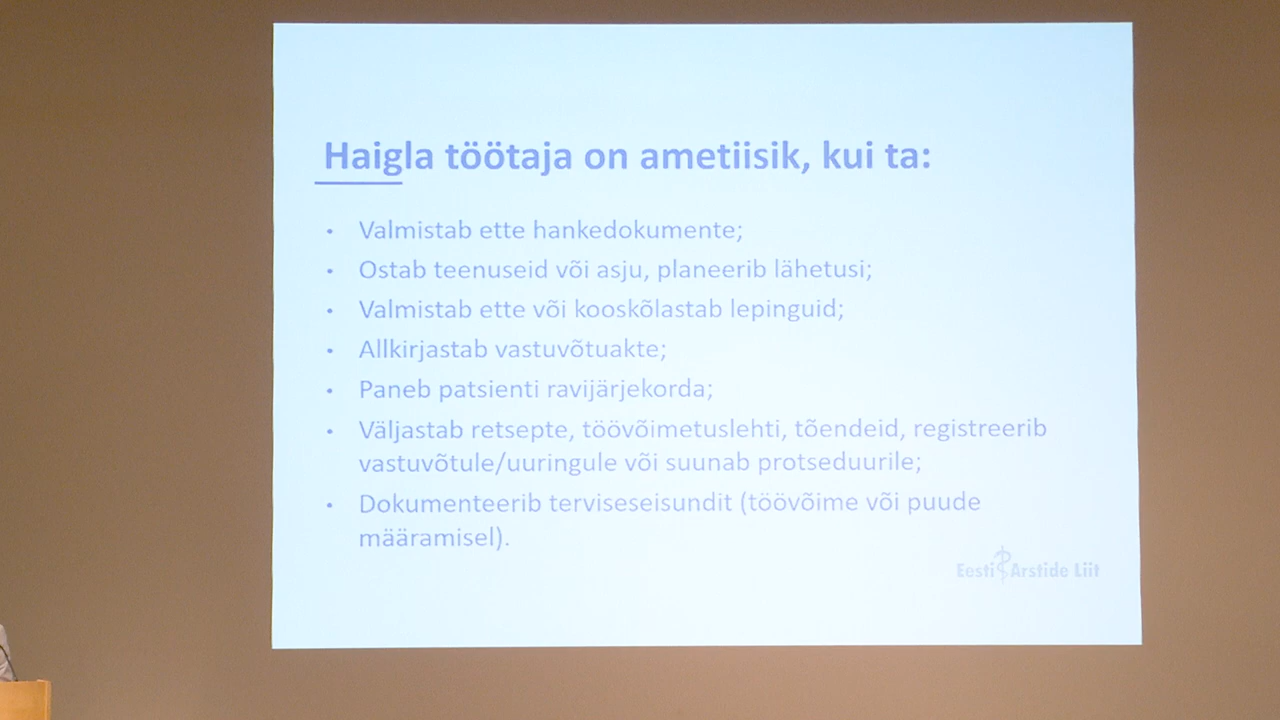 Haigla töötaja on ametiisik, kui ta:
• Valmistab ette hankedokumente;
• Ostab teenuseid või asju, planeerib lähetusi;
• Valmistab ette või kooskõlastab lepinguid;
• Allkirjastab vastuvõtuakte;
• Paneb patsienti ravijärjekorda;
• Väljastab retsepte, töövõimetuslehti, tõendeid, registreerib
vastuvõtule/uuringule või suunab protseduurile;
• Dokumenteerib terviseseisundit (töövõime või puude
määramisel).
Eesti Arstide Liit